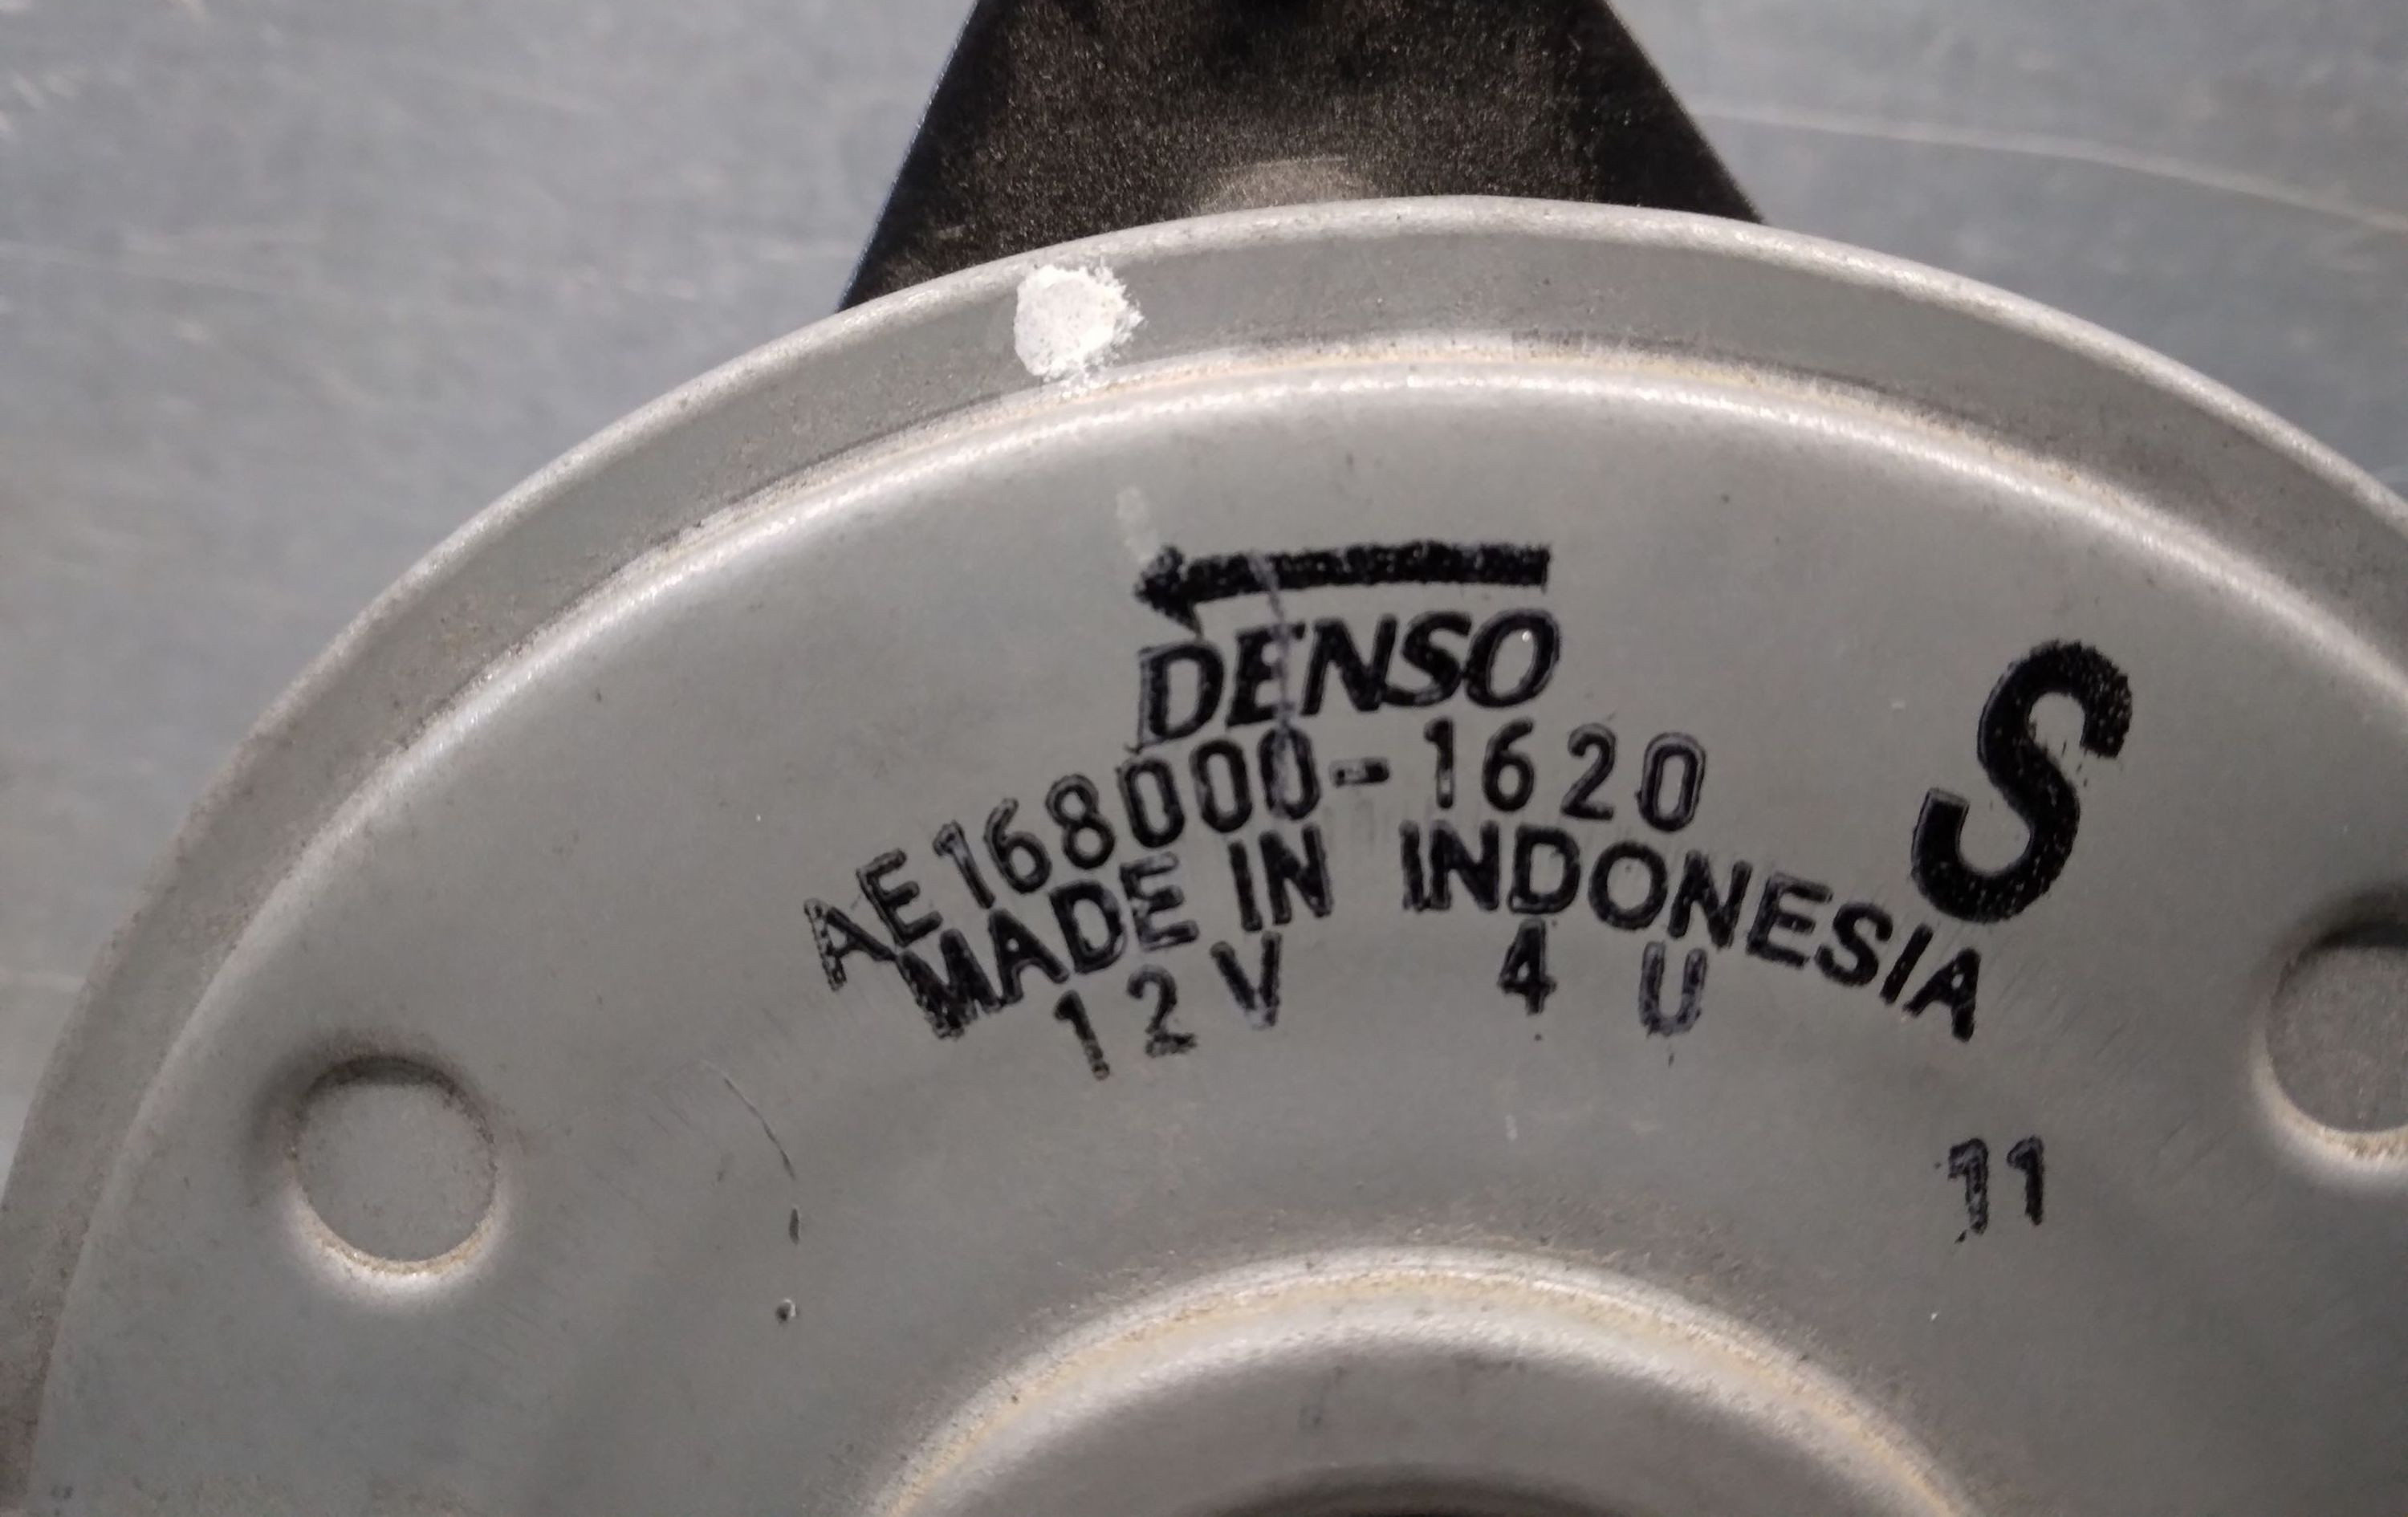 DENSO
S
AE168000-1620
MADE IN INDONESIA
12V 4 U
11